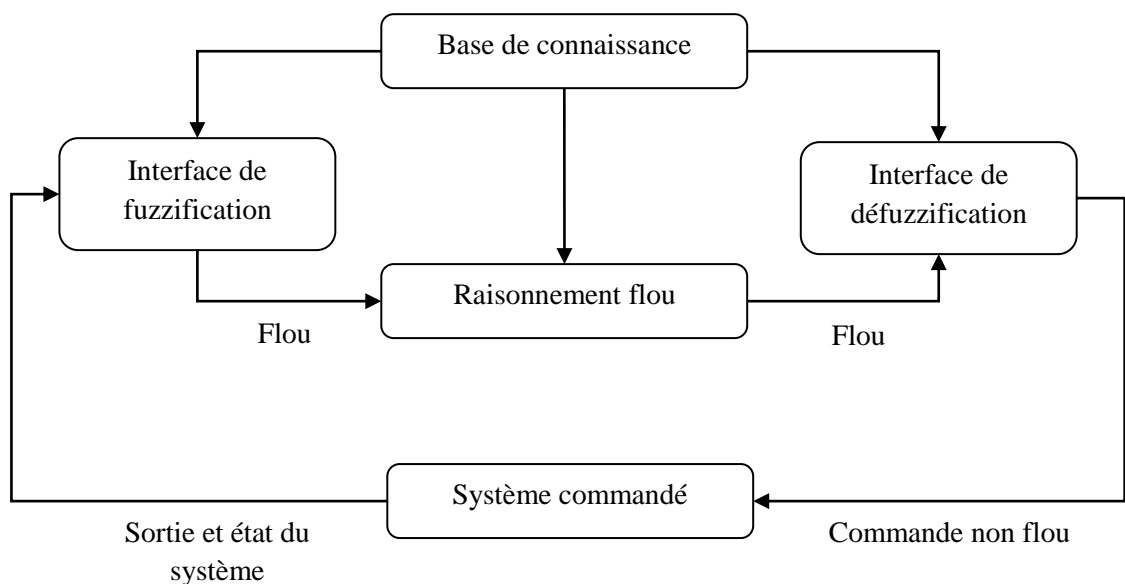 Base de connaissance
Interface de
fuzzification
Interface de
défuzzification
Raisonnement flou
Flou
Flou
Système commandé
Sortie et état du
système
Commande non flou